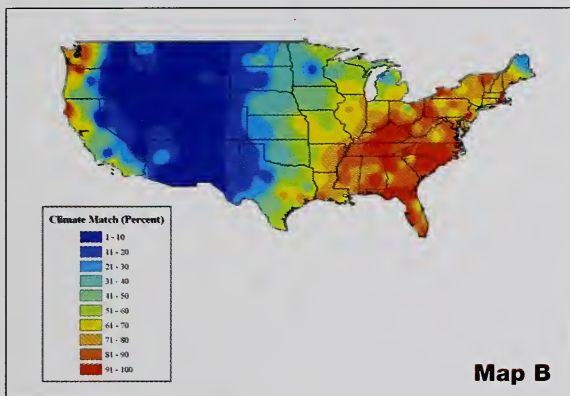 Climate Match (Percent)
1 - 10
11 - 20
21 - 30
31 - 40
41 - 50
51 - 60
61 - 70
71 - 80
81 - 90
91 - 100
Map B